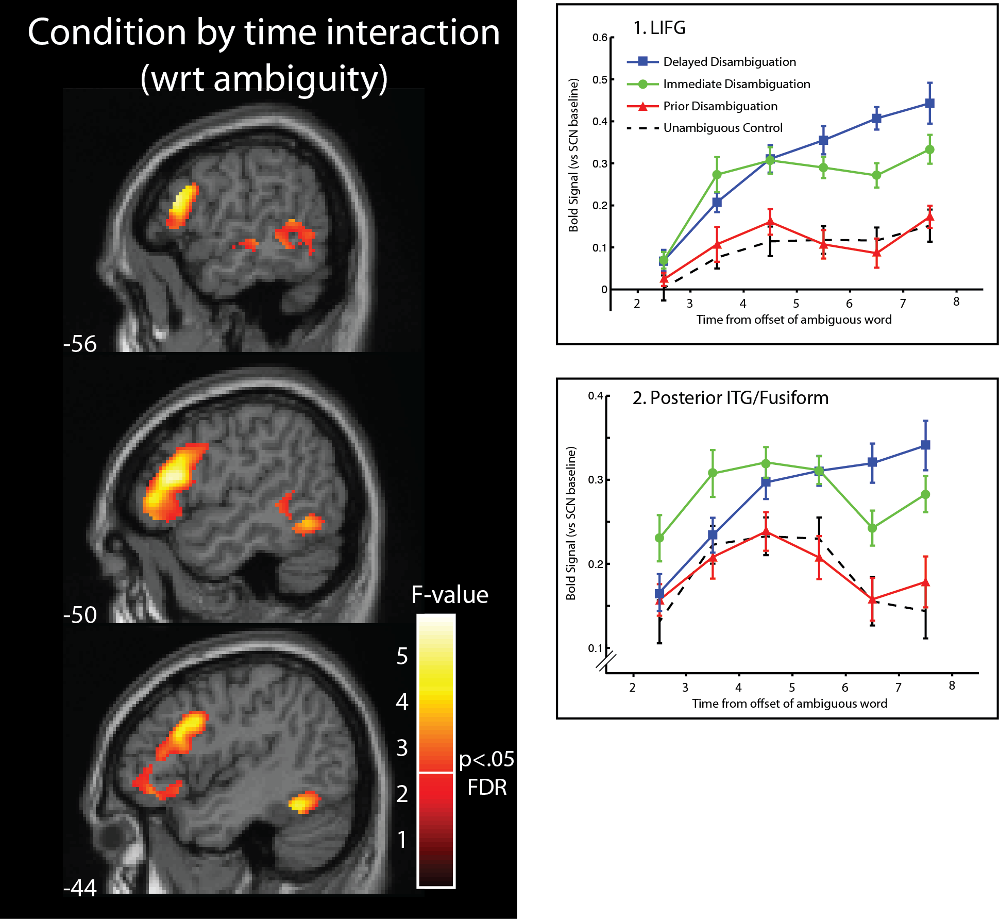 Condition by time interaction
(wrt ambiguity)
-56
-50
-44
F-value
5
4
3
2
1
p<.05
FDR
1. LIFG
Bold Signal (vs SCN baseline)
0.6
0.5
0.4
0.3
0.2
0.1
0
Delayed Disambiguation
Immediate Disambiguation
Prior Disambiguation
Unambiguous Control
2 3 4 5 6 7 8
Time from offset of ambiguous word
2. Posterior ITG/Fusiform
Bold Signal (vs SCN baseline)
0.4
0.3
0.2
0.1
2 3 4 5 6 7 8
Time from offset of ambiguous word